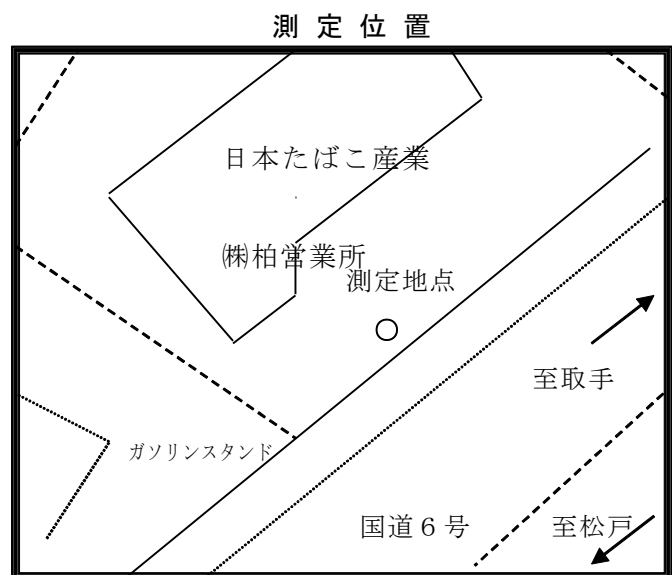 測定位置
日本たばこ産業
㈱柏営業所
測定地点
至取手
ガソリンスタンド
国道６号
至松戸